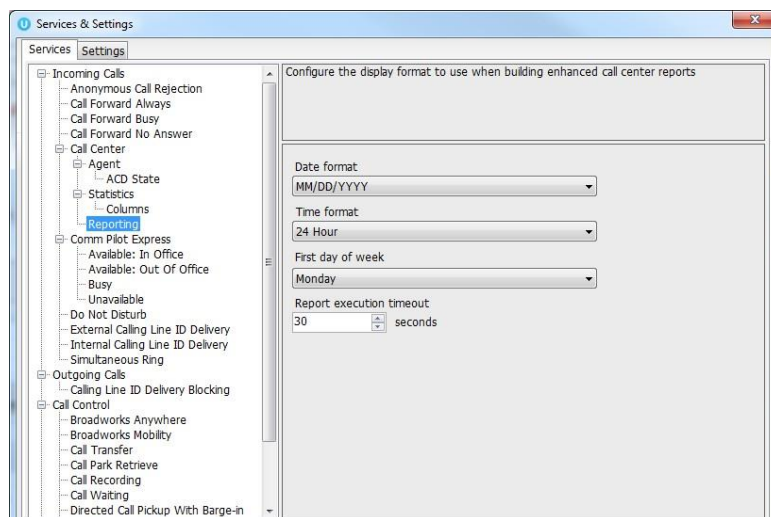 Services & Settings
Services Settings
Incoming Calls
Anonymous Call Rejection
Call Forward Always
Call Forward Busy
Call Forward No Answer
Call Center
Agent
ACD State
Statistics
Columns
Reporting
Comm Pilot Express
Available: In Office
Available: Out Of Office
Busy
Unavailable
Do Not Disturb
External Calling Line ID Delivery
Internal Calling Line ID Delivery
Simultaneous Ring
Outgoing Calls
Calling Line ID Delivery Blocking
Call Control
Broadworks Anywhere
Broadworks Mobility
Call Transfer
Call Park Retrieve
Call Recording
Call Waiting
Directed Call Pickup With Barge-in
Configure the display format to use when building enhanced call center reports
Date format
MM/DD/YYYY
Time format
24 Hour
First day of week
Monday
Report execution timeout
30 seconds